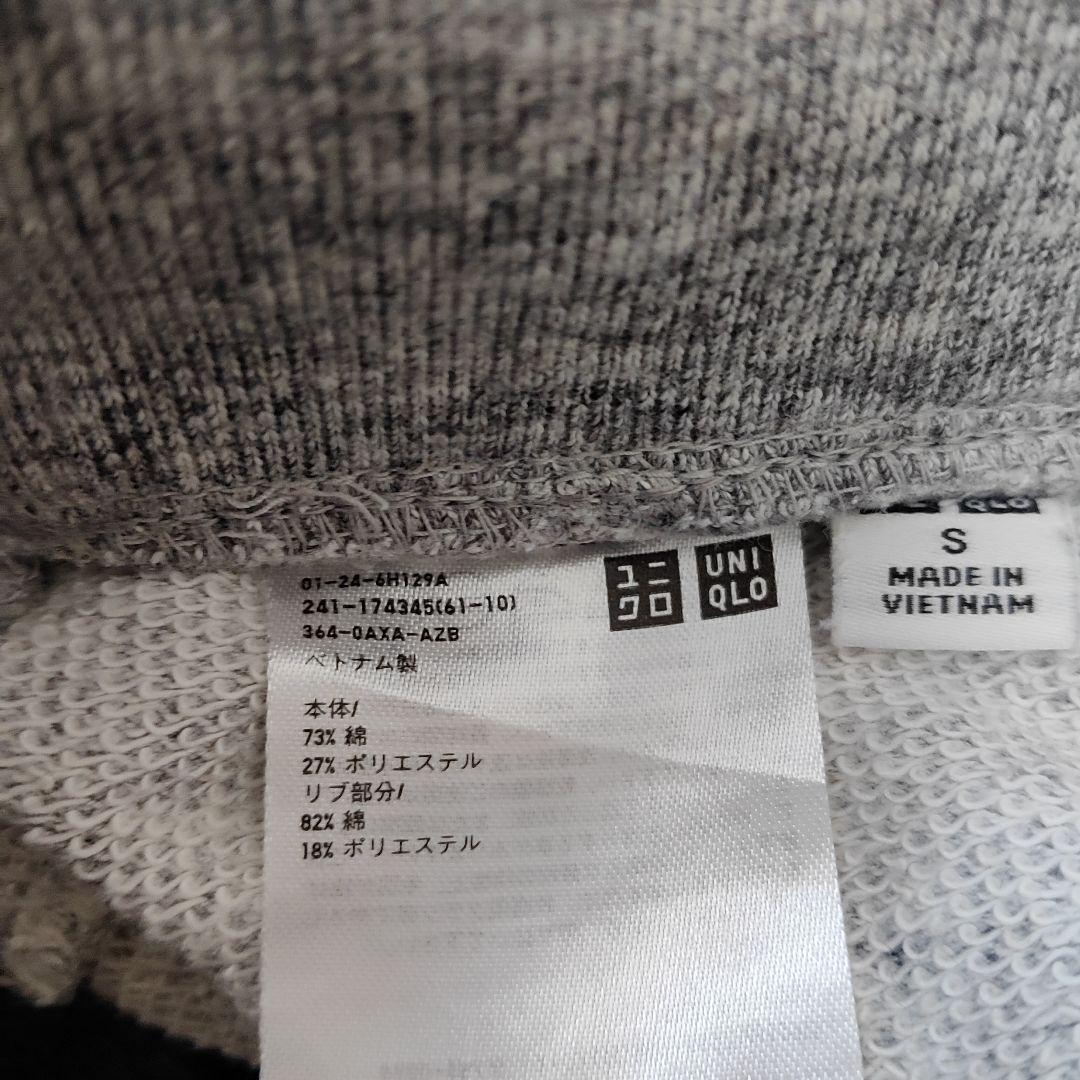 01-24-6H129A
241-174345(61-10)
364-0AXA-AZB
ベトナム製
本体/
73% 綿
27% ポリエステル
リブ部分/
82% 綿
18% ポリエステル
ユニ
クロ
UNI
QLO
QLO
S
MADE IN
VIETNAM